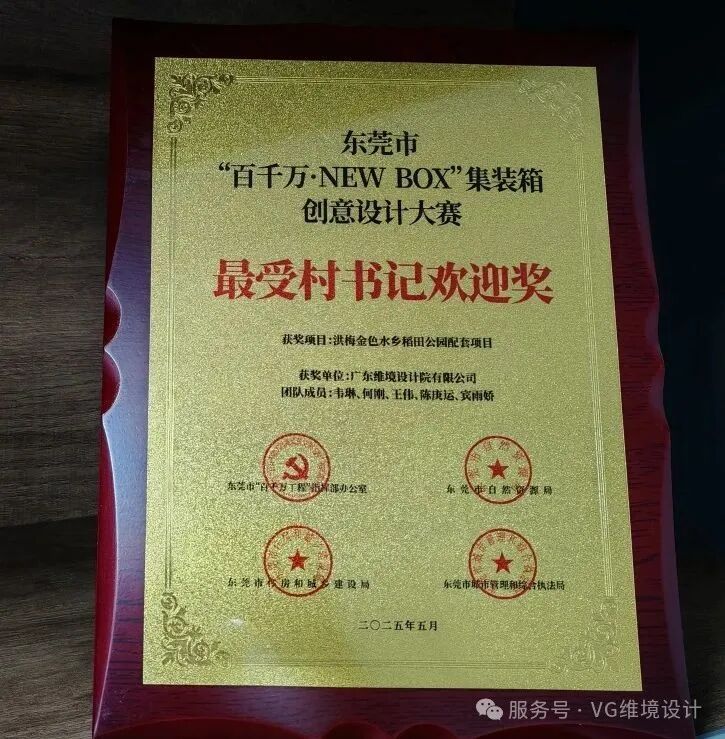 东莞市
“百千万·NEW BOX”集装箱
创意设计大赛
最受村书记欢迎奖
获奖项目:洪梅金色水乡稻田公园配套项目
获奖单位:广东维境设计院有限公司
团队成员:韦琳、何刚、王伟、陈庚运、宾雨娇
东莞市“百千万工程”指挥部办公室
东莞市自然资源局
东莞市住房和城乡建设局
东莞市城市管理和综合执法局
二〇二五年五月
服务号·VG维境设计